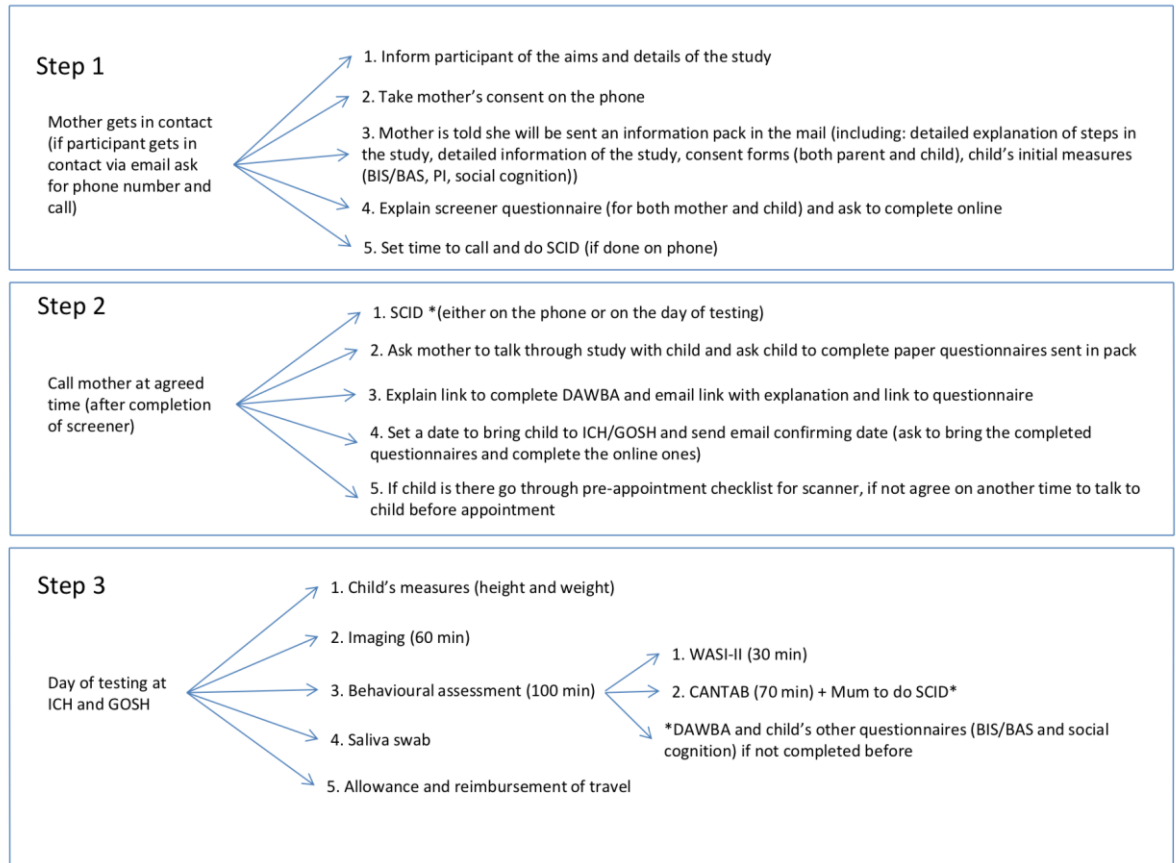 Step 1
Mother gets in contact
(if participant gets in
contact via email ask
for phone number and
call)
1. Inform participant of the aims and details of the study
2. Take mother's consent on the phone
3. Mother is told she will be sent an information pack in the mail (including: detailed explanation of steps in
the study, detailed information of the study, consent forms (both parent and child), child's initial measures
(BIS/BAS, PI, social cognition))
4. Explain screener questionnaire (for both mother and child) and ask to complete online
5. Set time to call and do SCID (if done on phone)
Step 2
Call mother at agreed
time (after completion
of screener)
1. SCID *(either on the phone or on the day of testing)
2. Ask mother to talk through study with child and ask child to complete paper questionnaires sent in pack
3. Explain link to complete DAWBA and email link with explanation and link to questionnaire
4. Set a date to bring child to ICH/GOSH and send email confirming date (ask to bring the completed
questionnaires and complete the online ones)
5. If child is there go through pre-appointment checklist for scanner, if not agree on another time to talk to
child before appointment
Step 3
Day of testing at
ICH and GOSH
1. Child's measures (height and weight)
2. Imaging (60 min)
3. Behavioural assessment (100 min)
4. Saliva swab
5. Allowance and reimbursement of travel
1. WASI-II (30 min)
2. CANTAB (70 min) + Mum to do SCID*
*DAWBA and child's other questionnaires (BIS/BAS and social
cognition) if not completed before